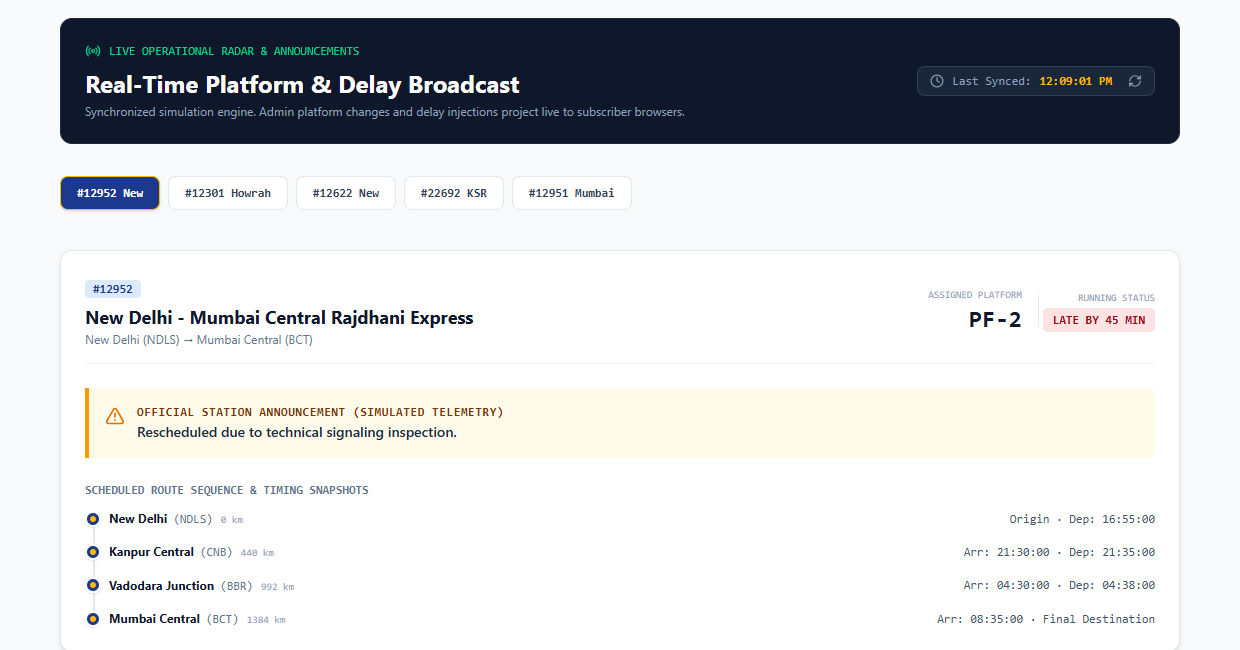 LIVE OPERATIONAL RADAR & ANNOUNCEMENTS
Real-Time Platform & Delay Broadcast
Synchronized simulation engine. Admin platform changes and delay injections project live to subscriber browsers.
Last Synced: 12:09:01 PM
#12952 New
#12301 Howrah
#12622 New
#22692 KSR
#12951 Mumbai
#12952
New Delhi - Mumbai Central Rajdhani Express
New Delhi (NDLS) → Mumbai Central (BCT)
ASSIGNED PLATFORM
PF-2
RUNNING STATUS
LATE BY 45 MIN
OFFICIAL STATION ANNOUNCEMENT (SIMULATED TELEMETRY)
Rescheduled due to technical signaling inspection.
SCHEDULED ROUTE SEQUENCE & TIMING SNAPSHOTS
New Delhi (NDLS) 0 km Origin · Dep: 16:55:00
Kanpur Central (CNB) 440 km Arr: 21:30:00 · Dep: 21:35:00
Vadodara Junction (BBR) 992 km Arr: 04:30:00 · Dep: 04:38:00
Mumbai Central (BCT) 1384 km Arr: 08:35:00 · Final Destination